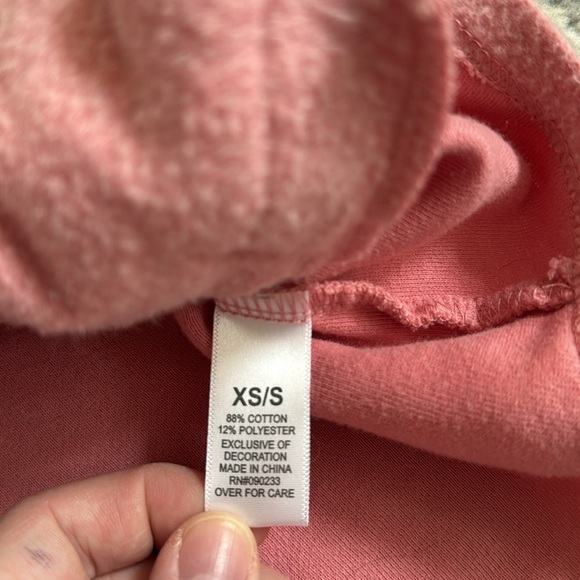 XS/S
88% COTTON
12% POLYESTER
EXCLUSIVE OF
DECORATION
MADE IN CHINA
RN#090233
OVER FOR CARE